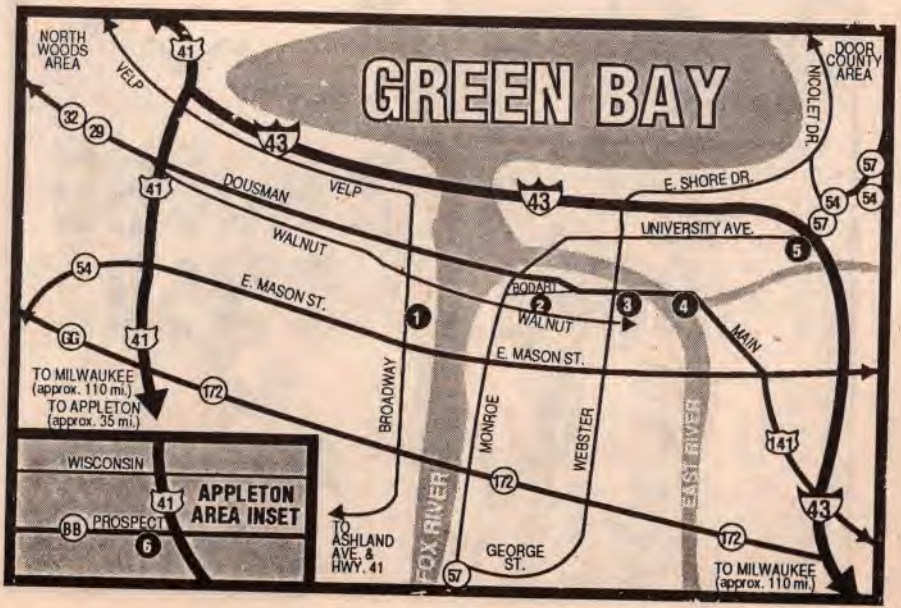 NORTH
WOODS
AREA
VELP
41
GREEN BAY
NICOLET DR.
DOOR
COUNTY
AREA
32
29
43
41
DOUSMAN
VELP
43
E. SHORE DR.
57
54
54
57
UNIVERSITY AVE.
5
WALNUT
BODART
54
E. MASON ST.
1
2
3
4
WALNUT
MAIN
GG
41
E. MASON ST.
TO MILWAUKEE
(approx. 110 mi.)
TO APPLETON
(approx. 35 mi.)
172
BROADWAY
MONROE
WEBSTER
EAST RIVER
141
WISCONSIN
41
APPLETON
AREA INSET
BB
PROSPECT
6
172
43
TO
ASHLAND
AVE. &
HWY. 41
FOX RIVER
57
GEORGE
ST.
172
TO MILWAUKEE
(approx. 110 mi.)